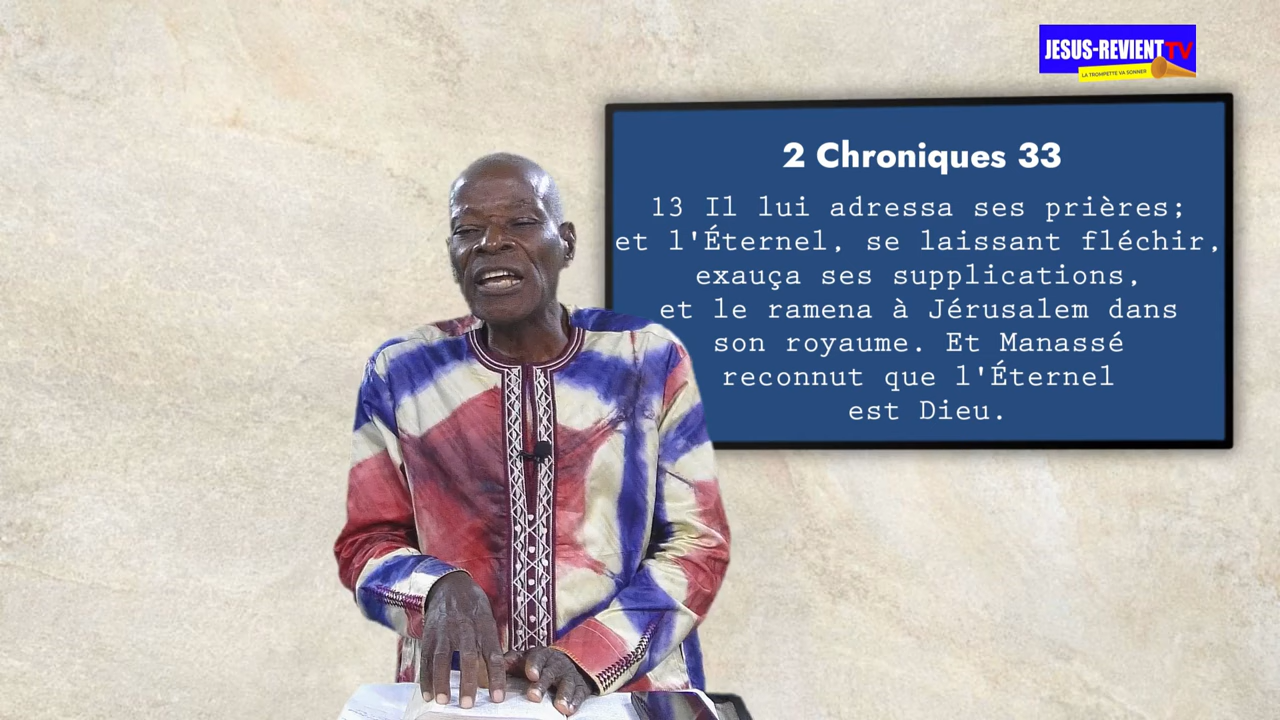 JESUS-REVIENT TV
LA TROMPETTE VA SONNER
2 Chroniques 33
13 Il lui adressa ses prières;
et l'Éternel, se laissant fléchir,
exauça ses supplications,
et le ramena à Jérusalem dans
son royaume. Et Manassé
reconnut que l'Éternel
est Dieu.